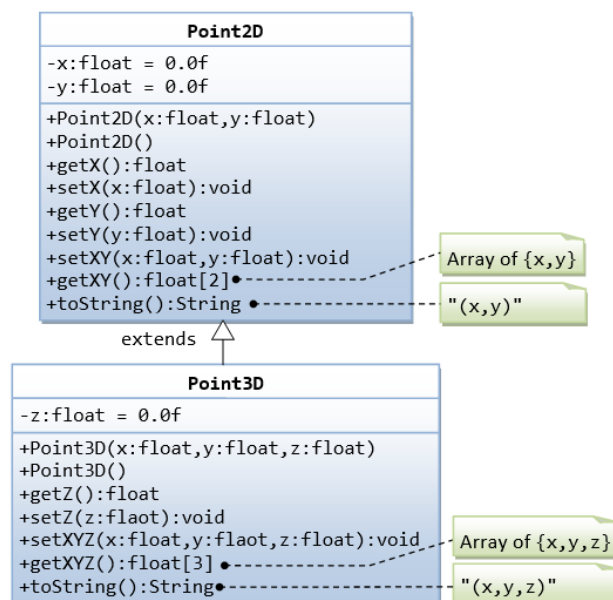 Point2D
-x:float = 0.0f
-y:float = 0.0f
+Point2D(x:float,y:float)
+Point2D()
+getX():float
+setX(x:float):void
+getY():float
+setY(y:float):void
+setXY(x:float,y:float):void
+getXY():float[2]
Array of {x,y}
+toString():String
"(x,y)"
extends
Point3D
-z:float = 0.0f
+Point3D(x:float,y:float,z:float)
+Point3D()
+getZ():float
+setZ(z:flaot):void
+setXYZ(x:float,y:flaot,z:float):void
+getXYZ():float[3]
Array of {x,y,z}
+toString():String
"(x,y,z)"